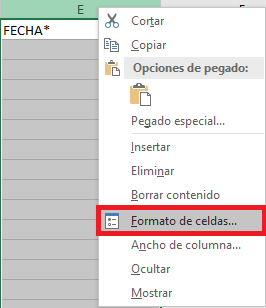 E
FECHA*
Cortar
Copiar
Opciones de pegado:
Pegado especial...
Insertar
Eliminar
Borrar contenido
Formato de celdas...
Ancho de columna...
Ocultar
Mostrar